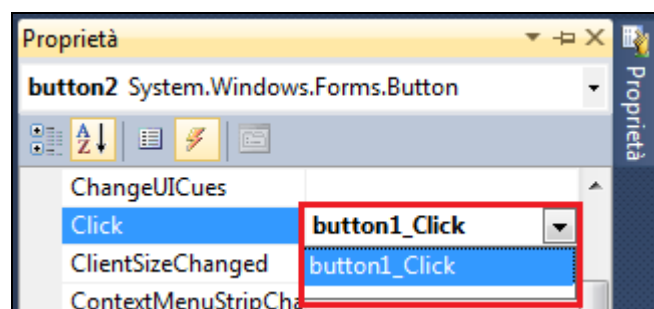 Proprietà
button2 System.Windows.Forms.Button
A
Z
ChangeUICues
Click button1_Click
ClientSizeChanged button1_Click
ContextMenuStripCha
Proprietà